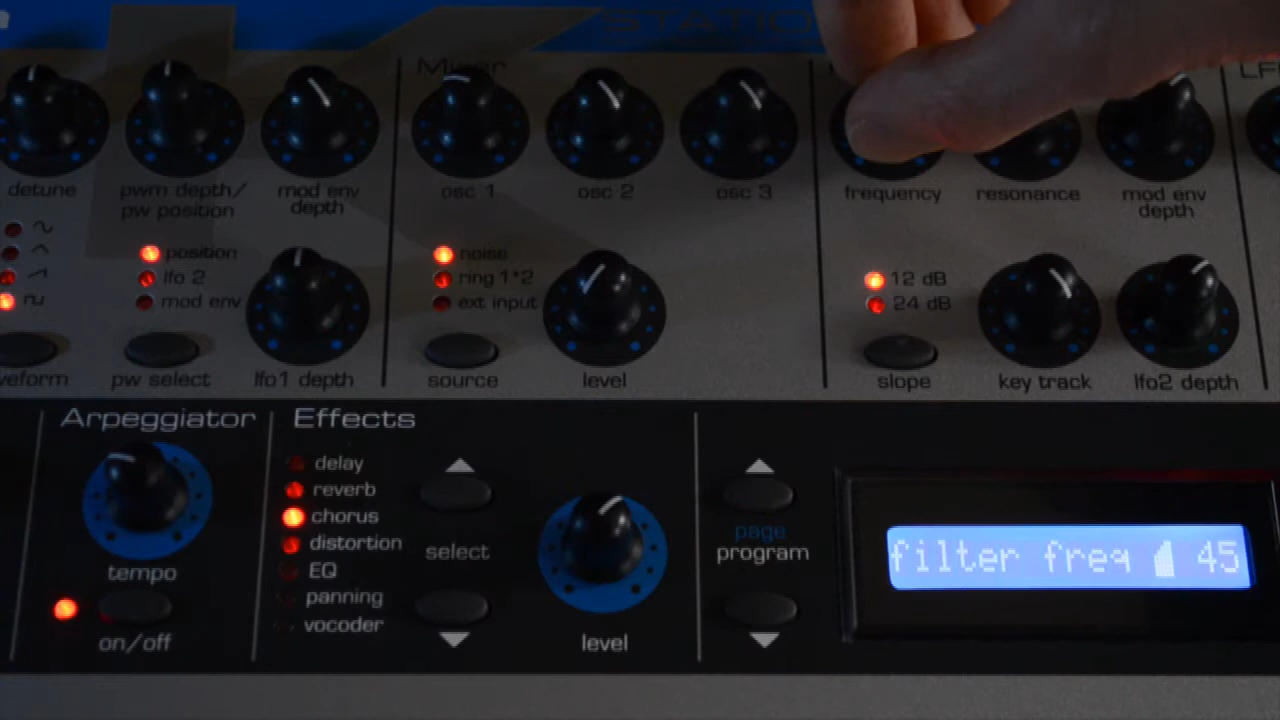 STATIO
Mixer
LF
detune
pwm depth/
pw position
mod env
depth
osc 1
osc 2
osc 3
frequency
resonance
mod env
depth
position
lfo 2
mod env
noise
ring 1*2
ext input
12 dB
24 dB
veform
pw select
lfo1 depth
source
level
slope
key track
lfo2 depth
Arpeggiator
Effects
delay
reverb
chorus
distortion
EQ
panning
vocoder
select
tempo
on/off
level
page
program
filter freq 45